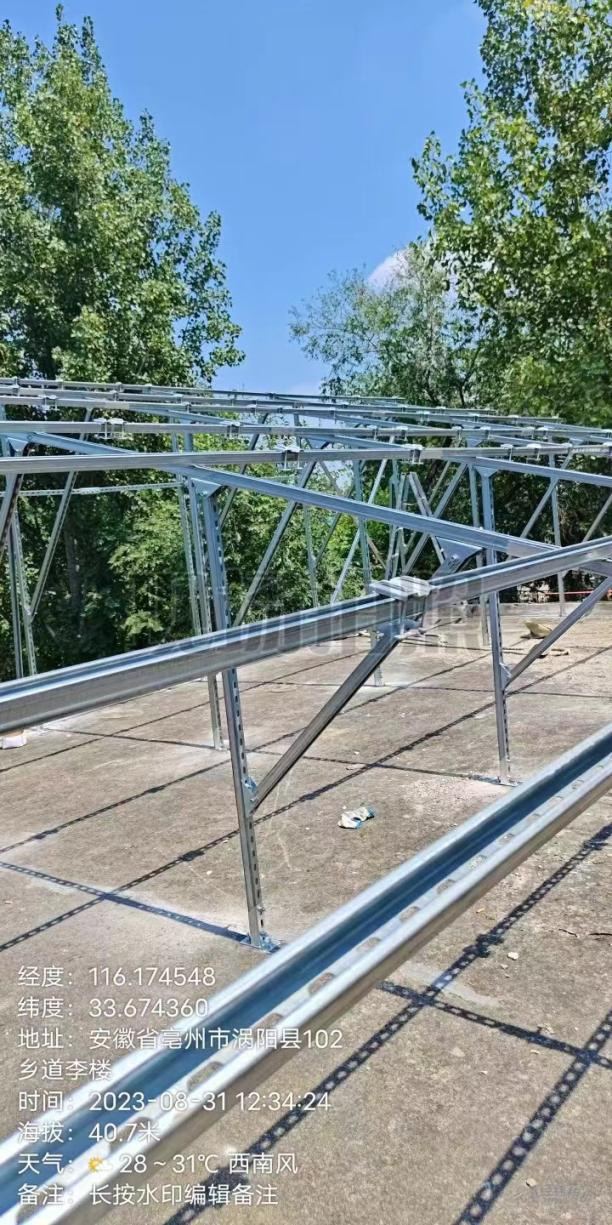 经度：116.174548
纬度：33.674360
地址：安徽省亳州市涡阳县102
乡道李楼
时间：2023-08-31 12:34:24
海拔：40.7米
天气：28～31℃ 西南风
备注：长按水印编辑备注